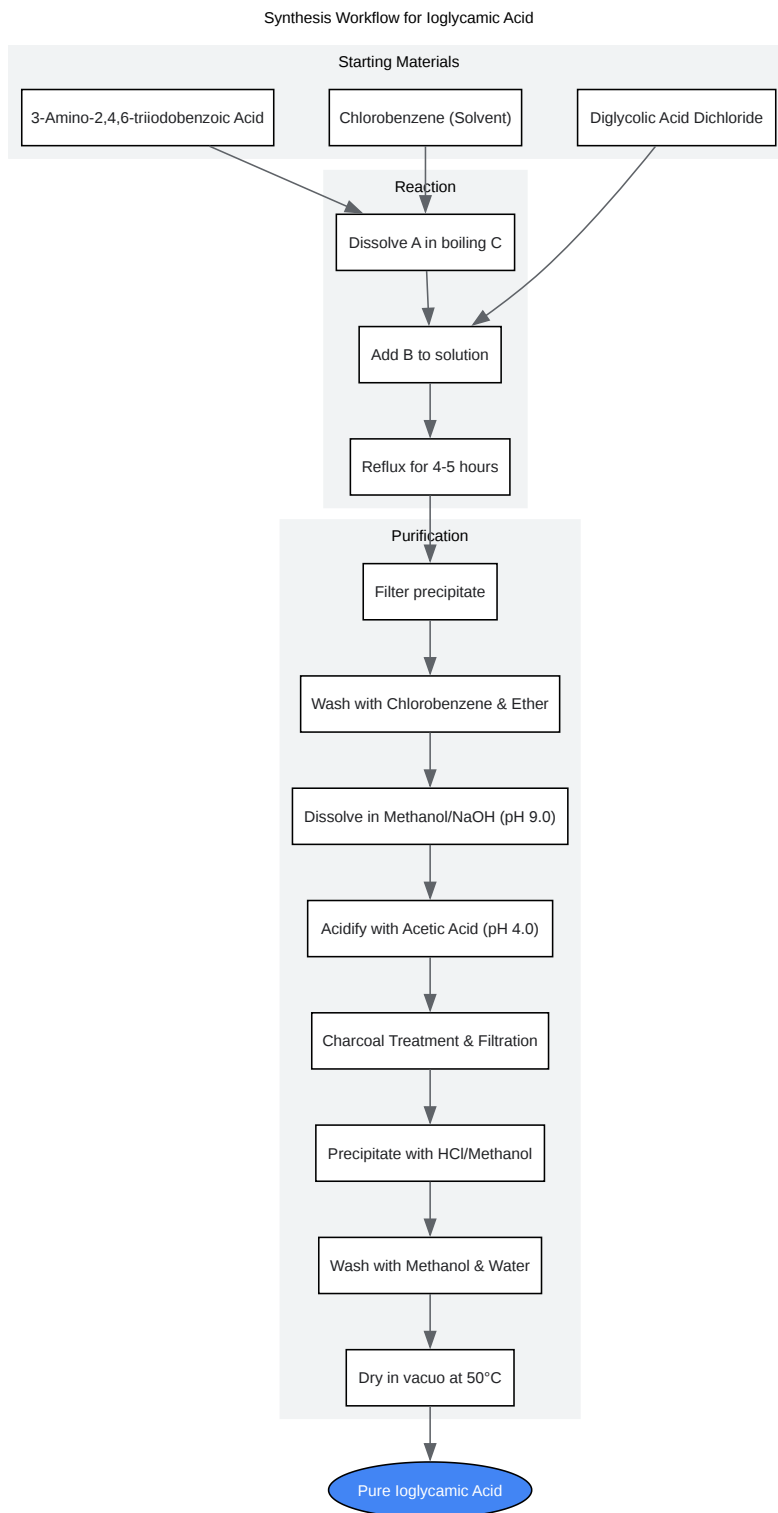 Synthesis Workflow for Ioglycamic Acid
Starting Materials
3-Amino-2,4,6-triiodobenzoic Acid
Chlorobenzene (Solvent)
Diglycolic Acid Dichloride
Reaction
Dissolve A in boiling C
Add B to solution
Reflux for 4-5 hours
Purification
Filter precipitate
Wash with Chlorobenzene & Ether
Dissolve in Methanol/NaOH (pH 9.0)
Acidify with Acetic Acid (pH 4.0)
Charcoal Treatment & Filtration
Precipitate with HCl/Methanol
Wash with Methanol & Water
Dry in vacuo at 50°C
Pure Ioglycamic Acid